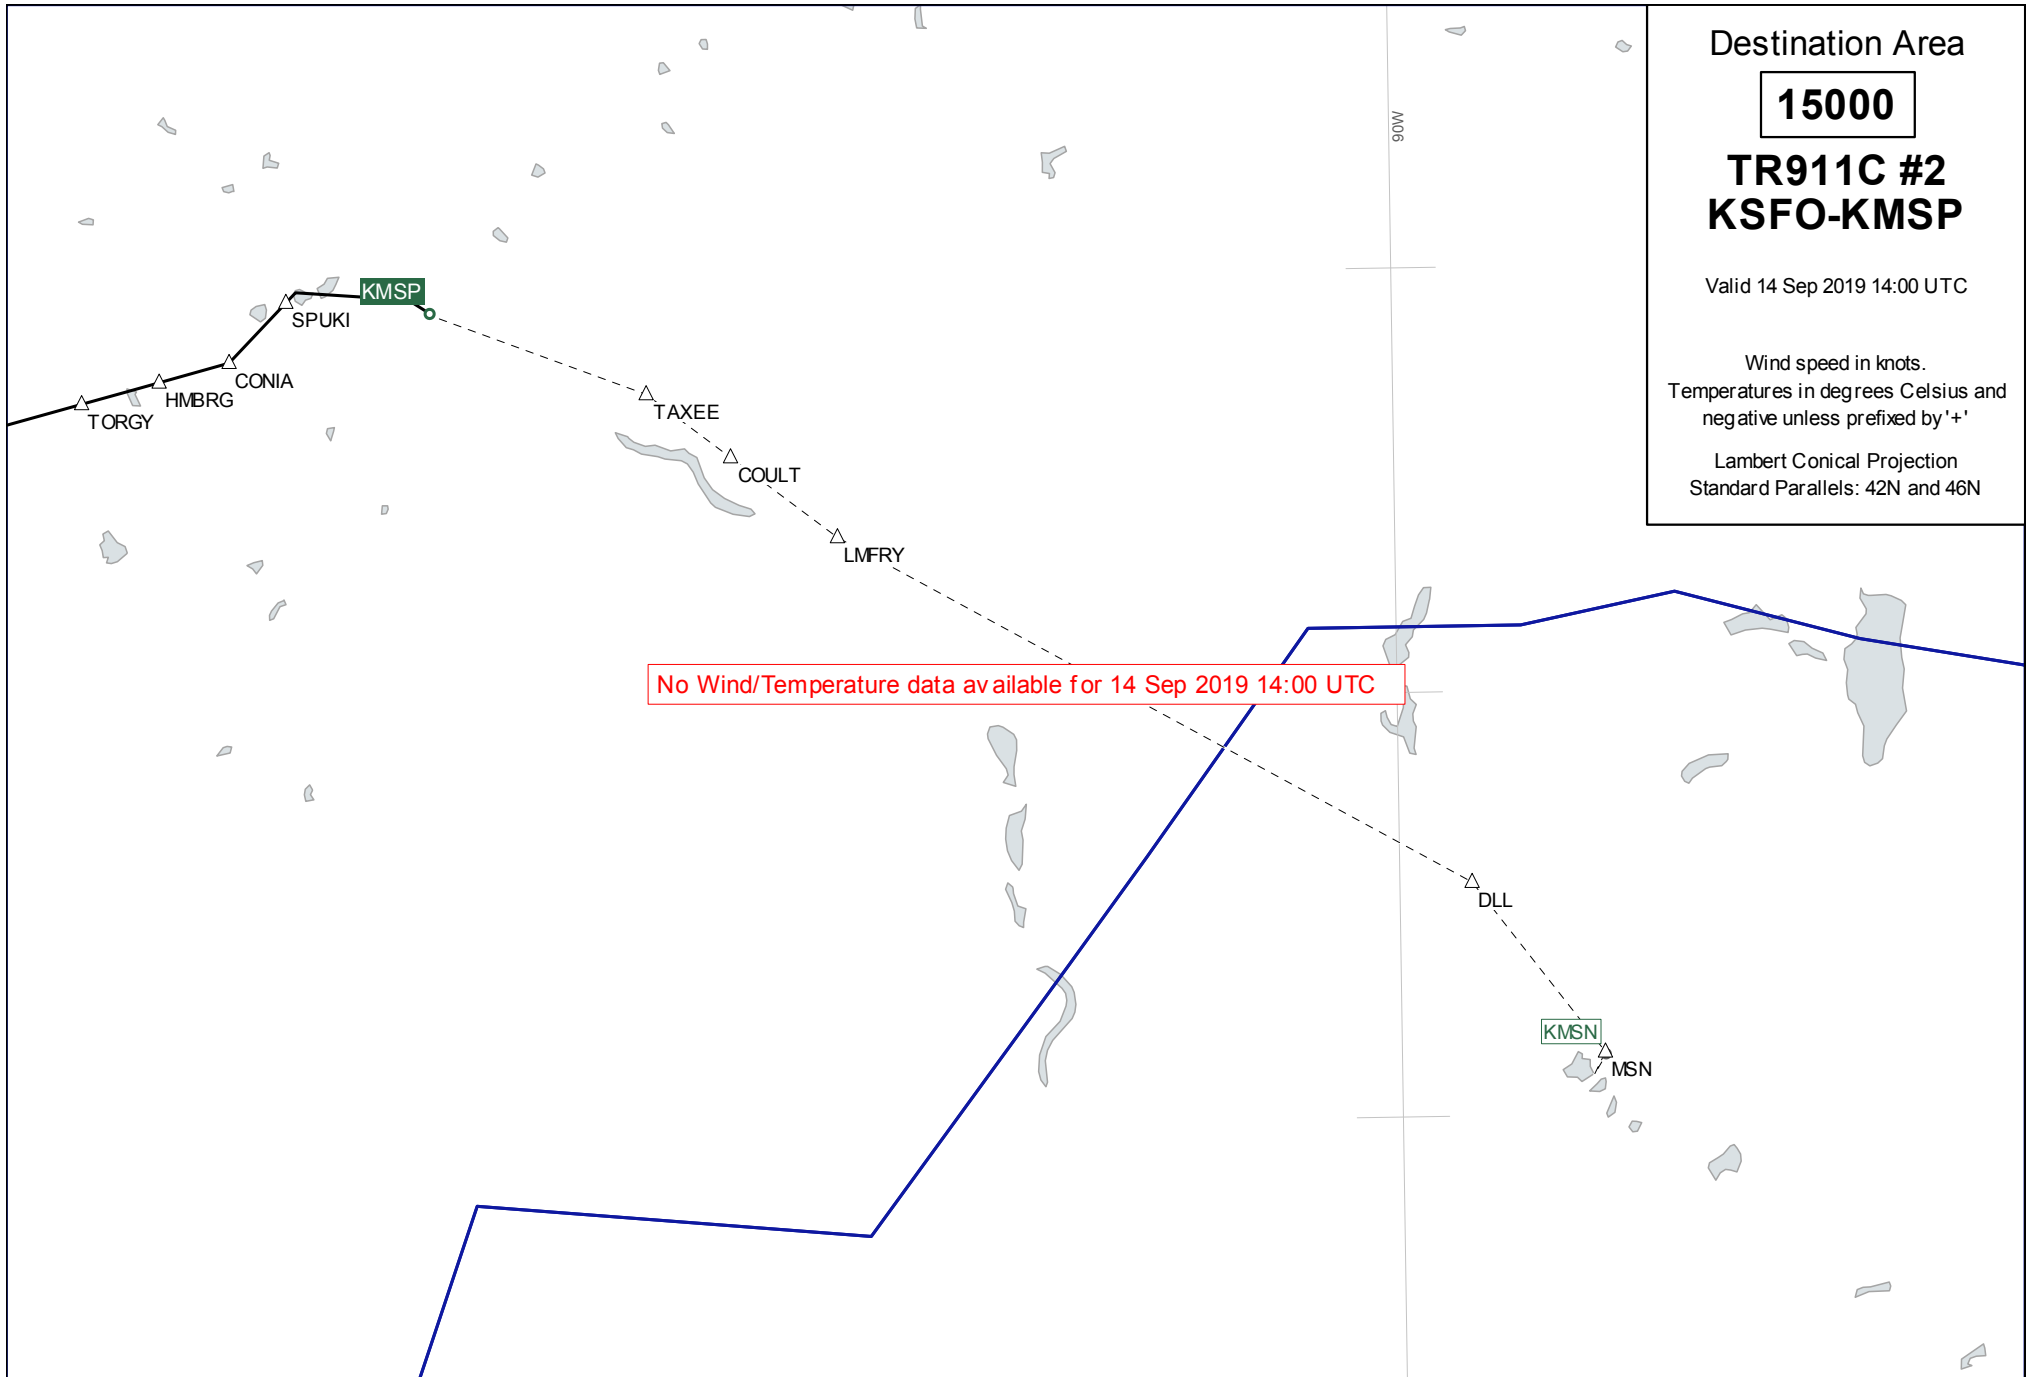 Destination Area
15000
TR911C #2
KSFO-KMSP
Valid 14 Sep 2019 14:00 UTC
Wind speed in knots.
Temperatures in degrees Celsius and
negative unless prefixed by '+'
Lambert Conical Projection
Standard Parallels: 42N and 46N
90W
KMSP
SPUKI
CONIA
HMBRG
TORGY
TAXEE
COULT
LMFRY
No Wind/Temperature data available for 14 Sep 2019 14:00 UTC
DLL
KMSN
MSN